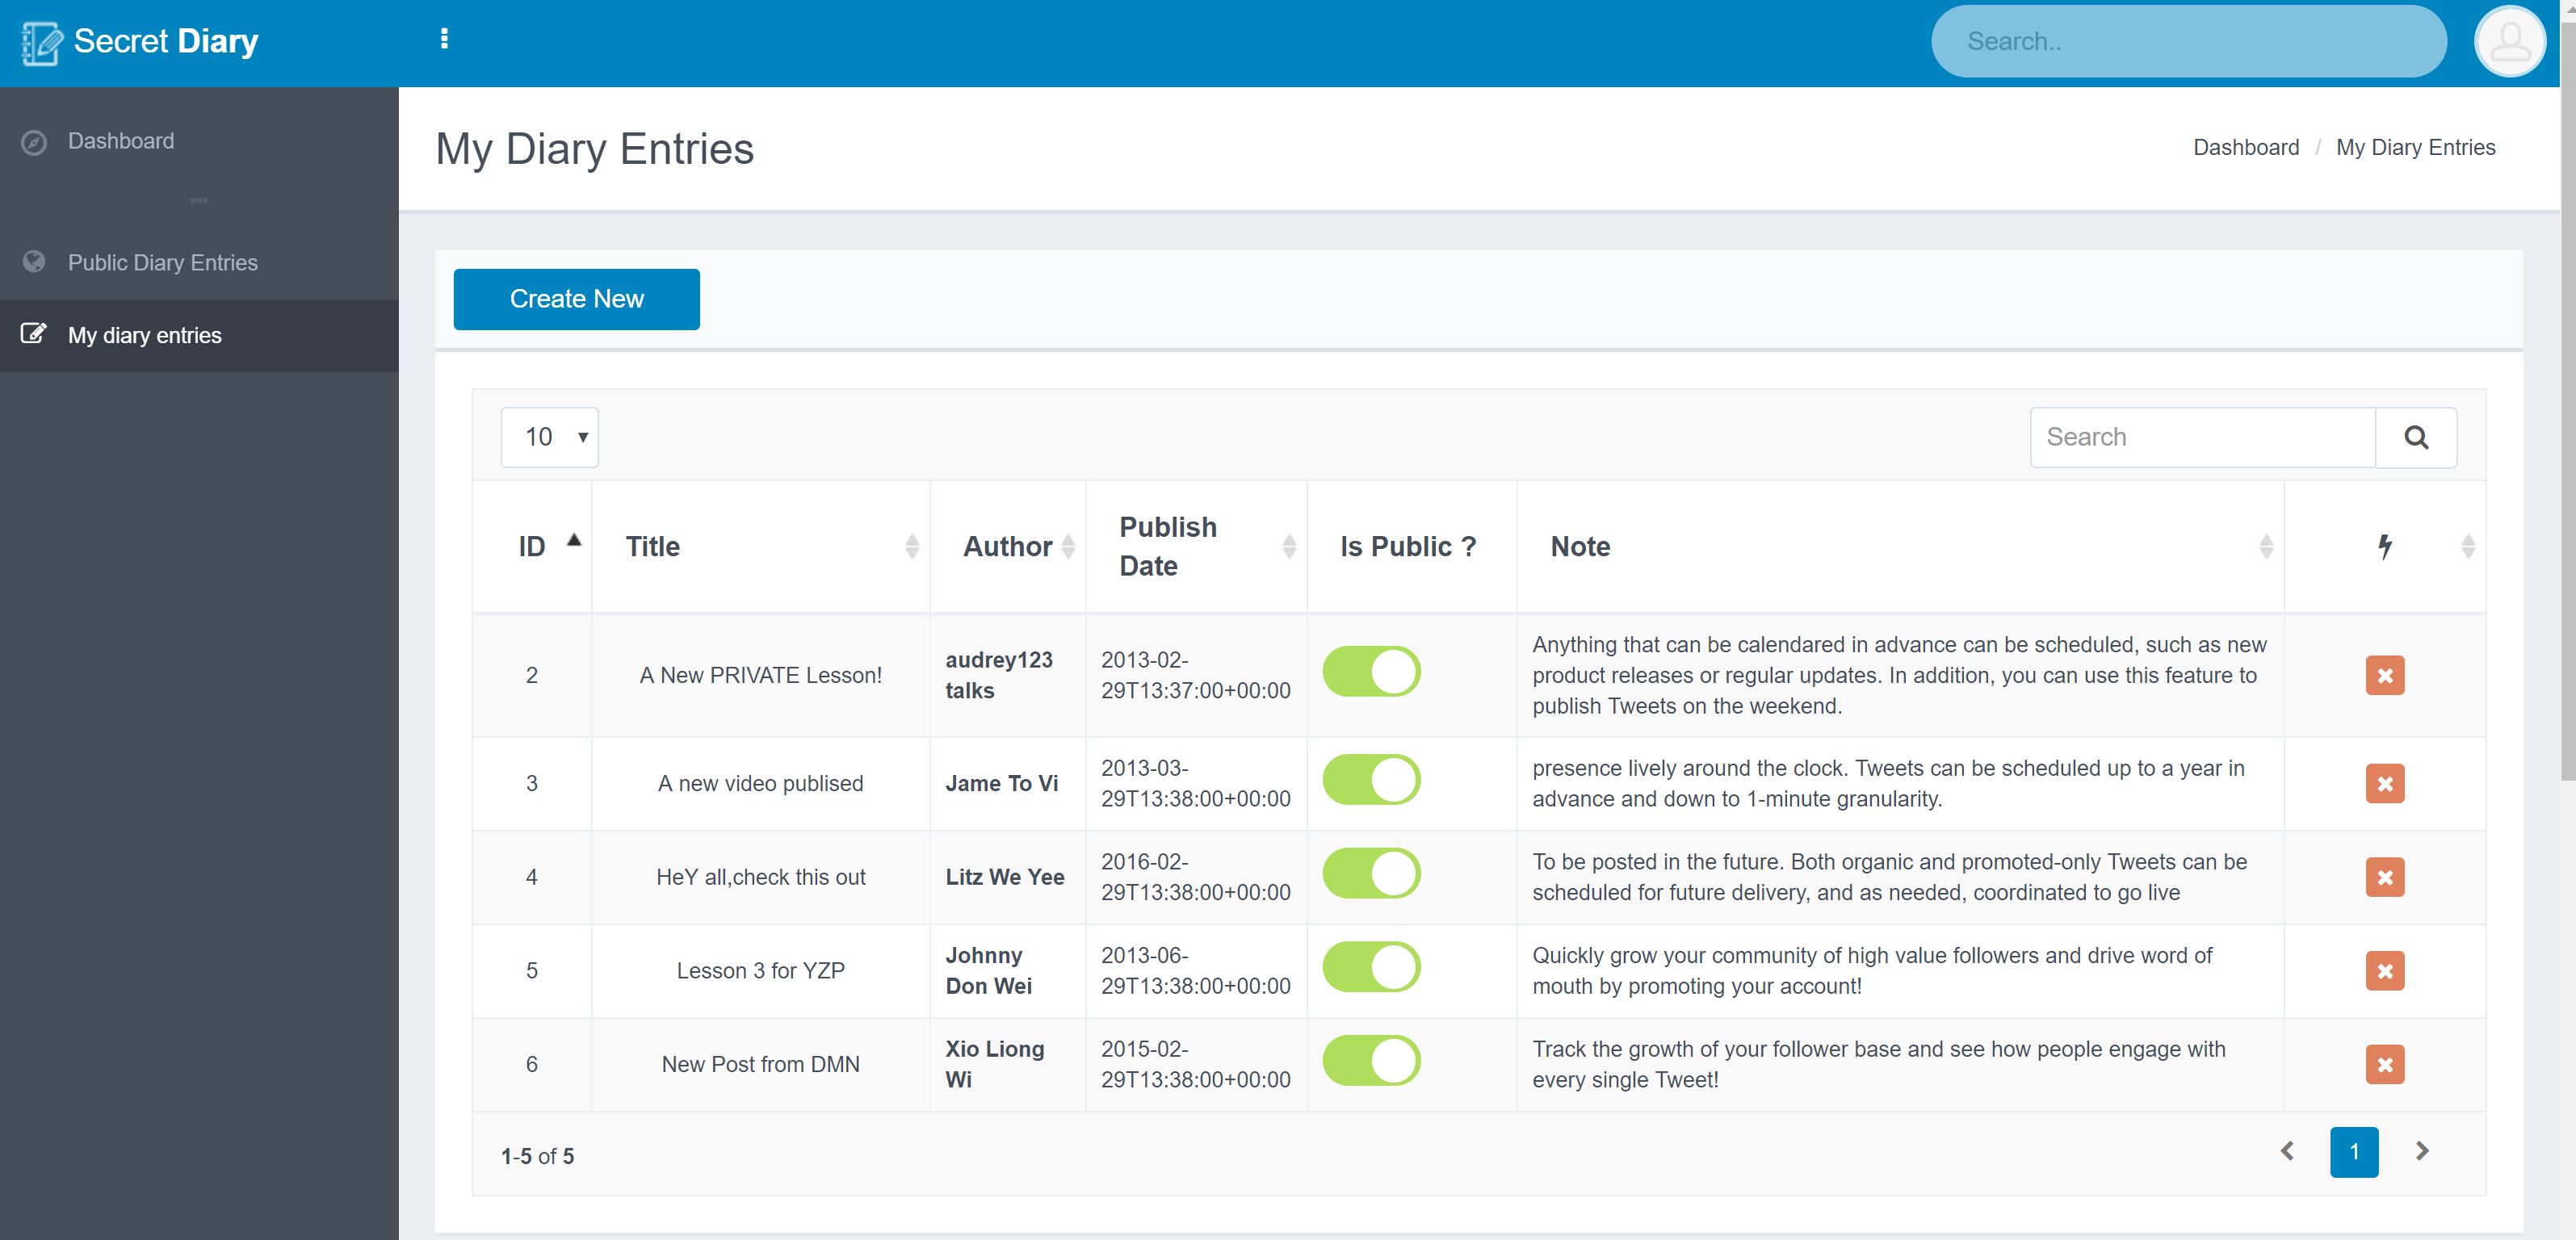 Secret Diary
Search..
Dashboard
Public Diary Entries
My diary entries
My Diary Entries
Dashboard / My Diary Entries
Create New
10
Search
ID
Title
Author
Publish
Date
Is Public ?
Note
2
A New PRIVATE Lesson!
audrey123
talks
2013-02-
29T13:37:00+00:00
Anything that can be calendared in advance can be scheduled, such as new
product releases or regular updates. In addition, you can use this feature to
publish Tweets on the weekend.
3
A new video publised
Jame To Vi
2013-03-
29T13:38:00+00:00
presence lively around the clock. Tweets can be scheduled up to a year in
advance and down to 1-minute granularity.
4
HeY all,check this out
Litz We Yee
2016-02-
29T13:38:00+00:00
To be posted in the future. Both organic and promoted-only Tweets can be
scheduled for future delivery, and as needed, coordinated to go live
5
Lesson 3 for YZP
Johnny
Don Wei
2013-06-
29T13:38:00+00:00
Quickly grow your community of high value followers and drive word of
mouth by promoting your account!
6
New Post from DMN
Xio Liong
Wi
2015-02-
29T13:38:00+00:00
Track the growth of your follower base and see how people engage with
every single Tweet!
1-5 of 5
1